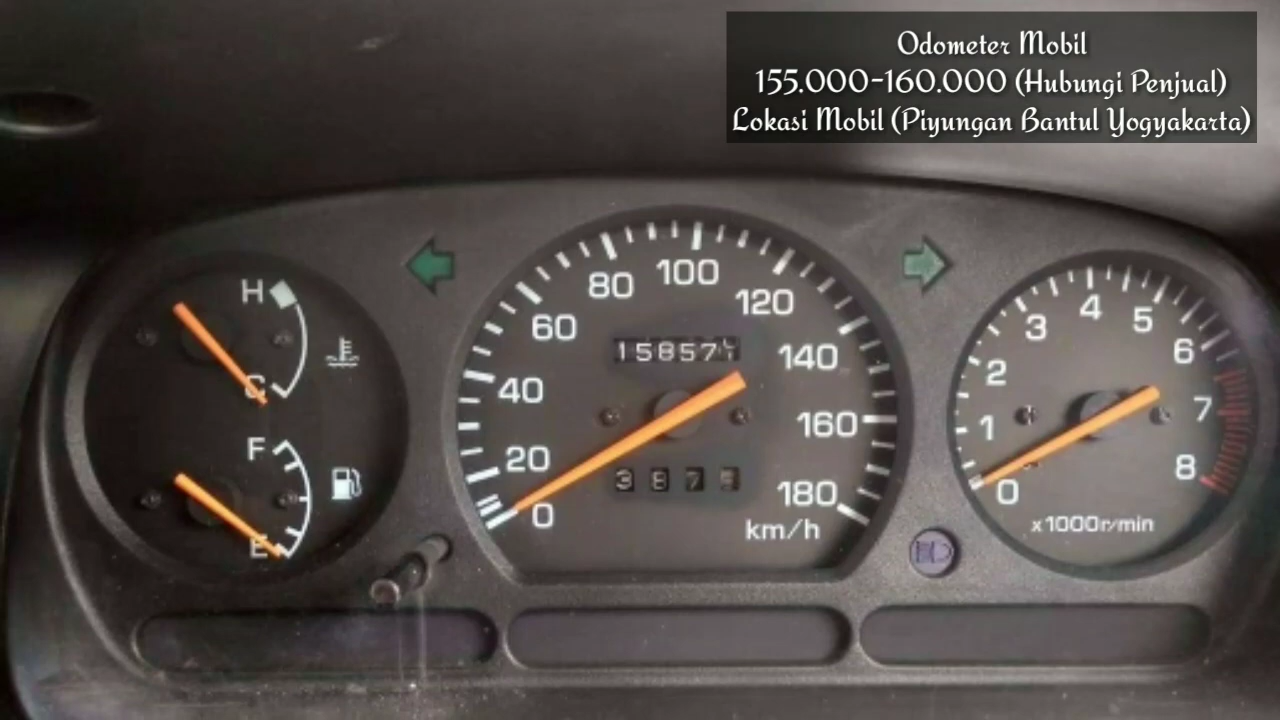 Odometer Mobil
155.000-160.000 (Hubungi Penjual)
Lokasi Mobil (Piyungan Bantul Yogyakarta)
H
C
F
E
0
20
40
60
80
100
120
140
160
180
km/h
0
1
2
3
4
5
6
7
8
x1000r/min